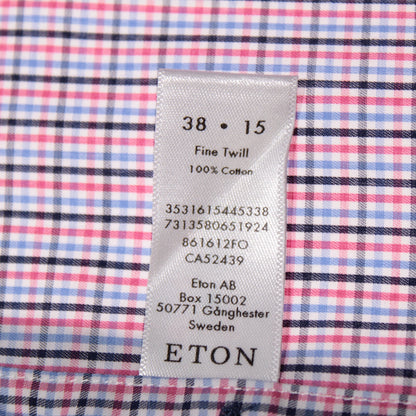 38 • 15
Fine Twill
100% Cotton
3531615445338
7313580651924
861612FO
CA52439
Eton AB
Box 15002
50771 Gånghester
Sweden
ETON